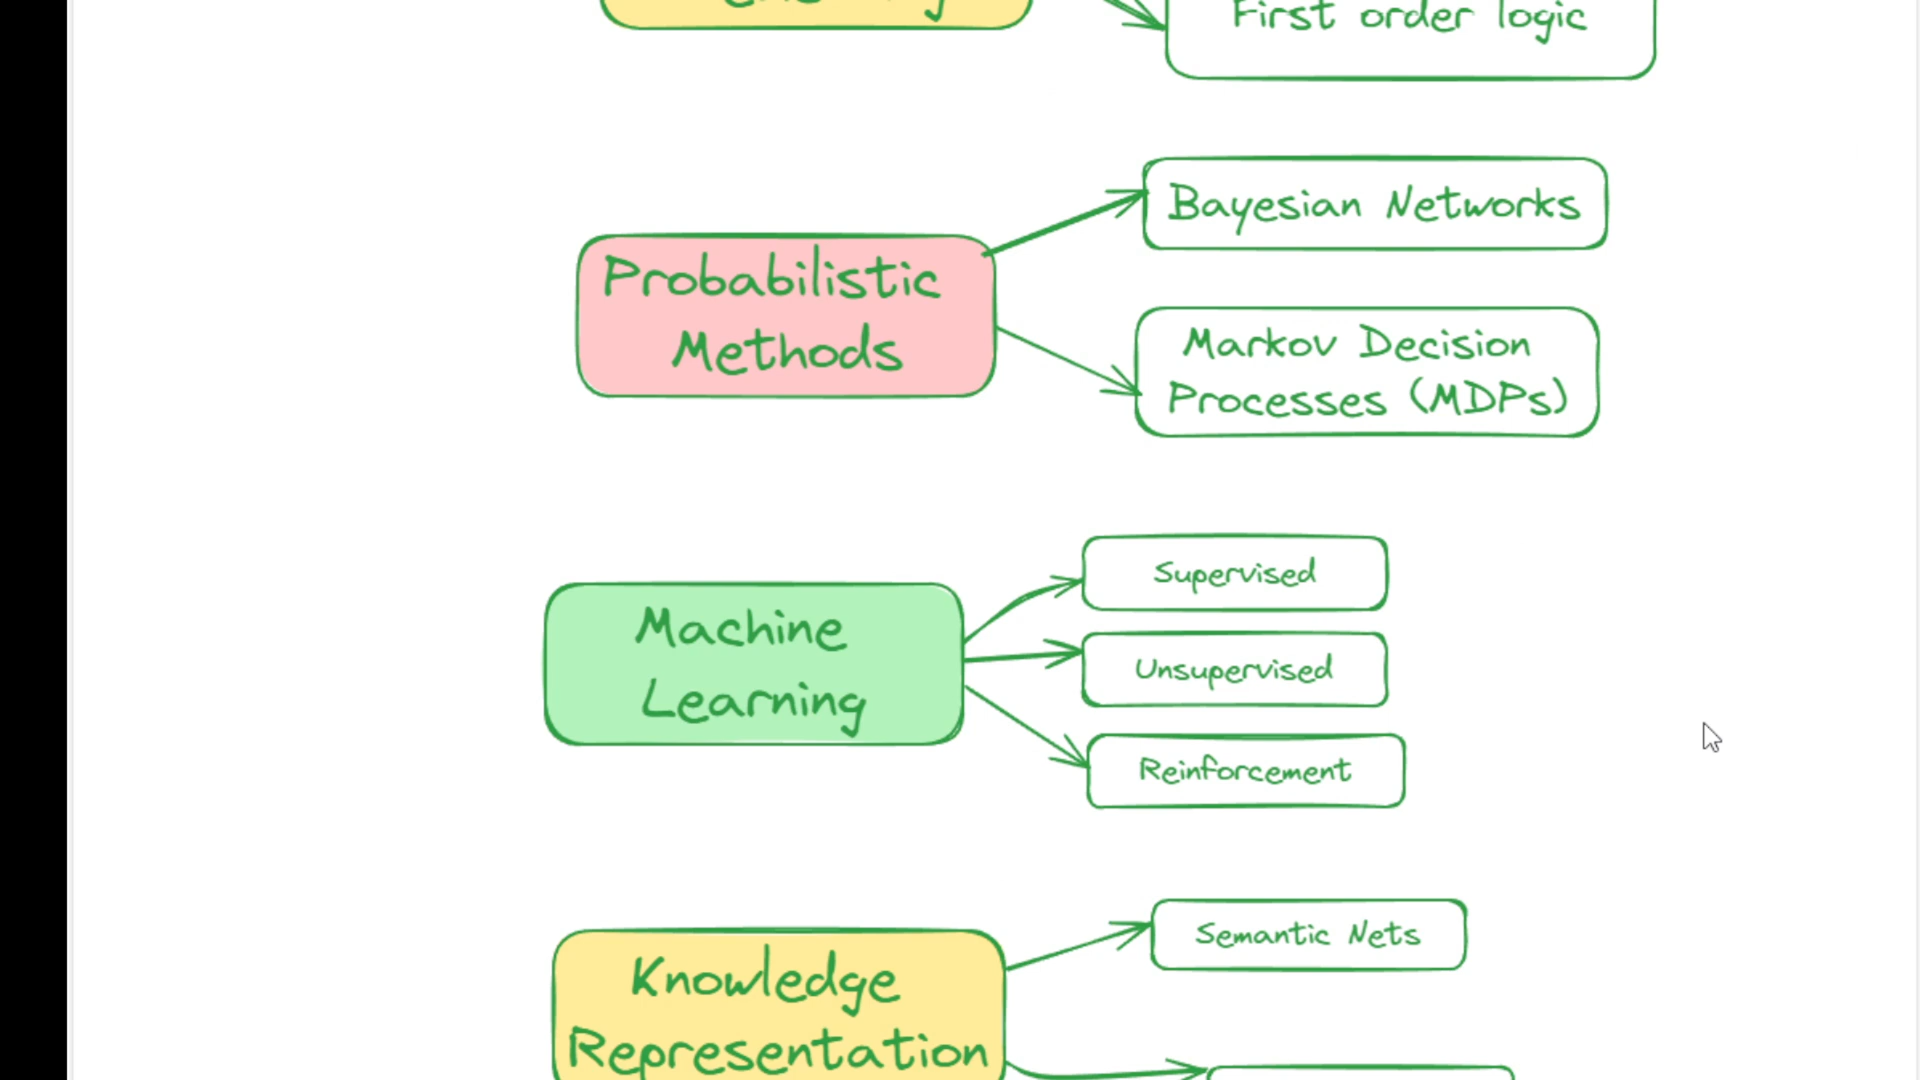 First order logic
Bayesian Networks
Probabilistic
Methods
Markov Decision
Processes (MDPs)
Supervised
Machine
Learning
Unsupervised
Reinforcement
Semantic Nets
Knowledge
Representation